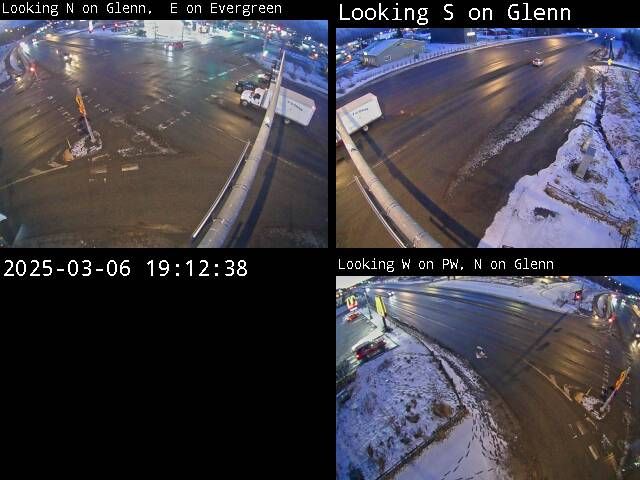 Looking N on Glenn, E on Evergreen
Looking S on Glenn
2025-03-06 19:12:38
Looking W on PW, N on Glenn